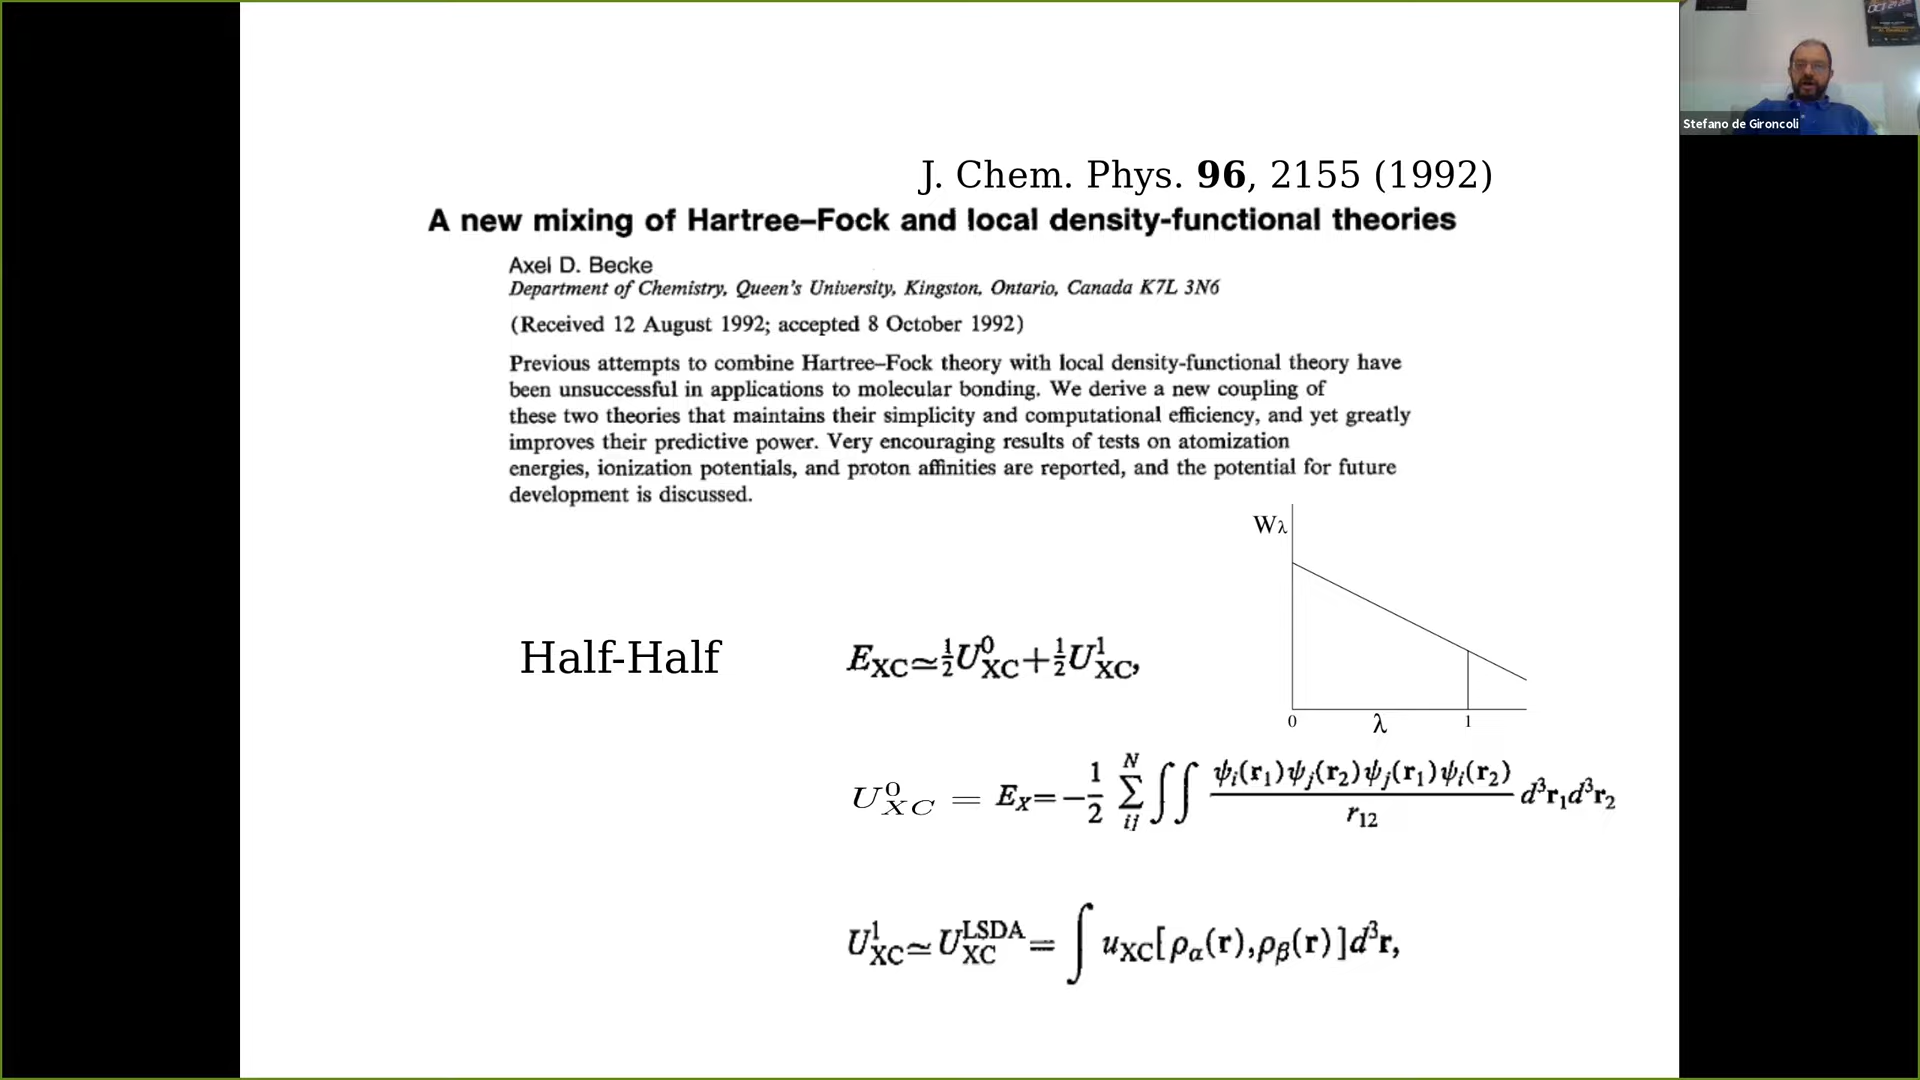 J. Chem. Phys. 96, 2155 (1992)
A new mixing of Hartree–Fock and local density-functional theories
Axel D. Becke
Department of Chemistry, Queen's University, Kingston, Ontario, Canada K7L 3N6
(Received 12 August 1992; accepted 8 October 1992)
Previous attempts to combine Hartree–Fock theory with local density-functional theory have
been unsuccessful in applications to molecular bonding. We derive a new coupling of
these two theories that maintains their simplicity and computational efficiency, and yet greatly
improves their predictive power. Very encouraging results of tests on atomization
energies, ionization potentials, and proton affinities are reported, and the potential for future
development is discussed.
Wλ
0 λ 1
Half-Half
E_XC≃½U⁰_XC+½U¹_XC,
U⁰_XC = E_X=−1/2 ∑_ij^N ∫∫ ψ_i(r₁)ψ_j(r₂)ψ_j(r₁)ψ_i(r₂)/r₁₂ d³r₁d³r₂
U¹_XC≃U^LSDA_XC=∫u_XC[ρ_α(r),ρ_β(r)]d³r,
Stefano de Gironcoli